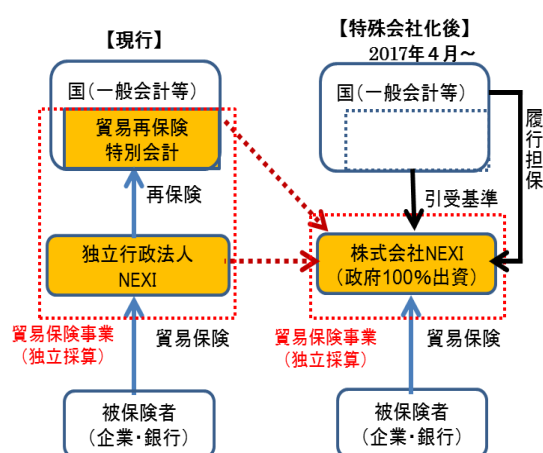 【現行】
国(一般会計等)
貿易再保険
特別会計
再保険
独立行政法人
NEXI
貿易保険事業
(独立採算)
貿易保険
被保険者
(企業・銀行)
【特殊会社化後】
2017年4月～
国(一般会計等)
履行担保
引受基準
株式会社NEXI
(政府100%出資)
貿易保険事業
(独立採算)
貿易保険
被保険者
(企業・銀行)